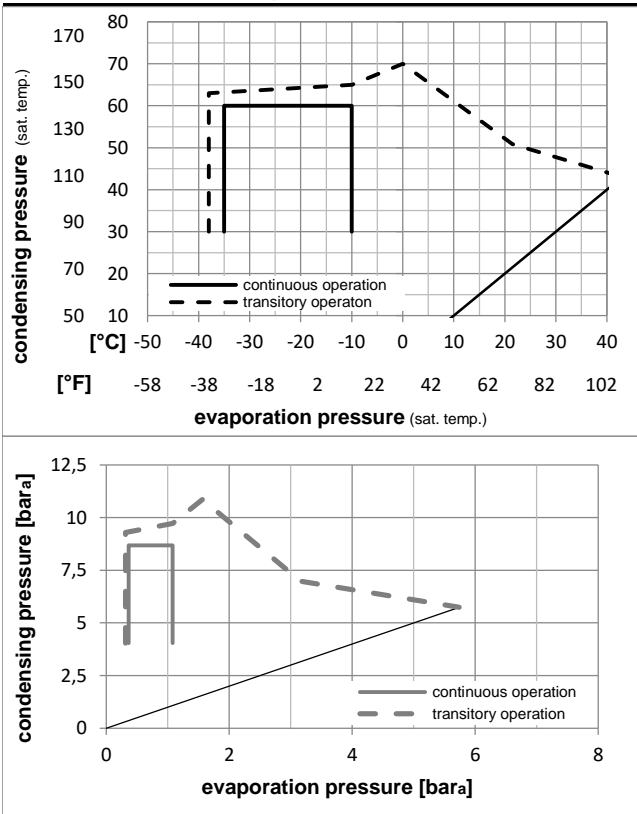 condensing pressure (sat. temp.)
170 80
150 70
130 60
110 50
90 40
70 30
50 20
10
continuous operation
transitory operaton
[°C] -50 -40 -30 -20 -10 0 10 20 30 40
[°F] -58 -38 -18 2 22 42 62 82 102
evaporation pressure (sat. temp.)
condensing pressure [bara]
12,5
10
7,5
5
2,5
0
continuous operation
transitory operation
0 2 4 6 8
evaporation pressure [bara]